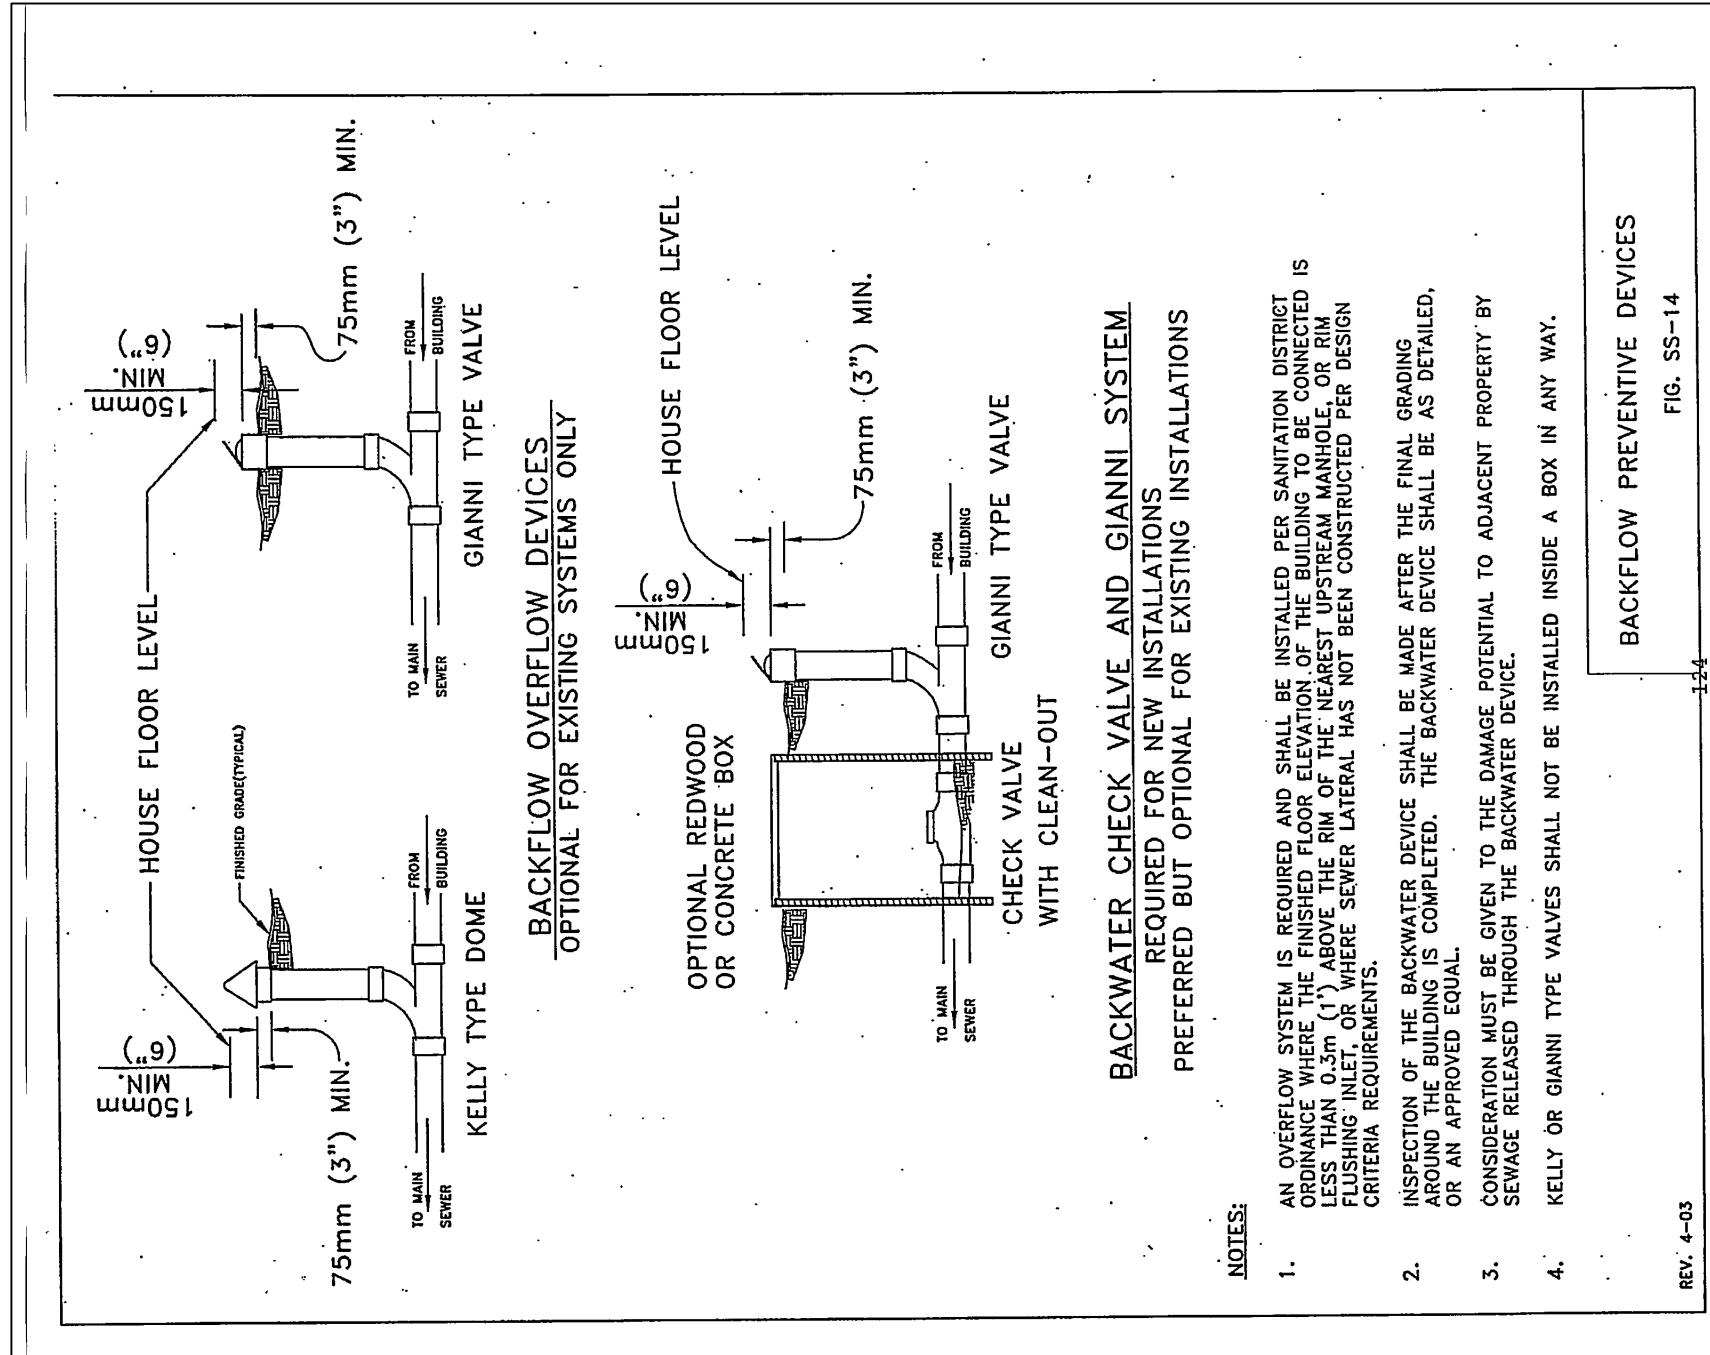 HOUSE FLOOR LEVEL
150mm
MIN.
(6")
150mm
MIN.
(6")
FINISHED GRADE(TYPICAL)
75mm (3") MIN.
75mm (3") MIN.
TO MAIN
SEWER
FROM
BUILDING
TO MAIN
SEWER
FROM
BUILDING
KELLY TYPE DOME
GIANNI TYPE VALVE
BACKFLOW OVERFLOW DEVICES
OPTIONAL FOR EXISTING SYSTEMS ONLY
OPTIONAL REDWOOD
OR CONCRETE BOX
150mm
MIN.
(6")
HOUSE FLOOR LEVEL
75mm (3") MIN.
TO MAIN
SEWER
FROM
BUILDING
CHECK VALVE
WITH CLEAN-OUT
GIANNI TYPE VALVE
BACKWATER CHECK VALVE AND GIANNI SYSTEM
REQUIRED FOR NEW INSTALLATIONS
PREFERRED BUT OPTIONAL FOR EXISTING INSTALLATIONS
NOTES:
1. AN OVERFLOW SYSTEM IS REQUIRED AND SHALL BE INSTALLED PER SANITATION DISTRICT
ORDINANCE WHERE THE FINISHED FLOOR ELEVATION OF THE BUILDING TO BE CONNECTED IS
LESS THAN 0.3m (1') ABOVE THE RIM OF THE NEAREST UPSTREAM MANHOLE, OR RIM
FLUSHING INLET, OR WHERE SEWER LATERAL HAS NOT BEEN CONSTRUCTED PER DESIGN
CRITERIA REQUIREMENTS.
2. INSPECTION OF THE BACKWATER DEVICE SHALL BE MADE AFTER THE FINAL GRADING
AROUND THE BUILDING IS COMPLETED. THE BACKWATER DEVICE SHALL BE AS DETAILED,
OR AN APPROVED EQUAL.
3. CONSIDERATION MUST BE GIVEN TO THE DAMAGE POTENTIAL TO ADJACENT PROPERTY BY
SEWAGE RELEASED THROUGH THE BACKWATER DEVICE.
4. KELLY OR GIANNI TYPE VALVES SHALL NOT BE INSTALLED INSIDE A BOX IN ANY WAY.
BACKFLOW PREVENTIVE DEVICES
FIG. SS-14
REV. 4-03
124